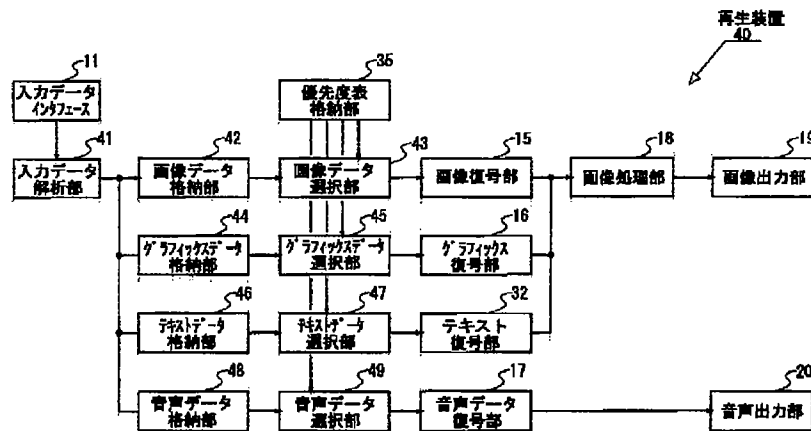 再生装置
40
11
入力データ
インタフェース
35
優先度表
格納部
41
入力データ
解析部
42
画像データ
格納部
43
画像データ
選択部
15
画像復号部
18
画像処理部
19
画像出力部
44
グラフィックスデータ
格納部
45
グラフィックスデータ
選択部
16
グラフィックス
復号部
46
テキストデータ
格納部
47
テキストデータ
選択部
32
テキスト
復号部
48
音声データ
格納部
49
音声データ
選択部
17
音声データ
復号部
20
音声出力部